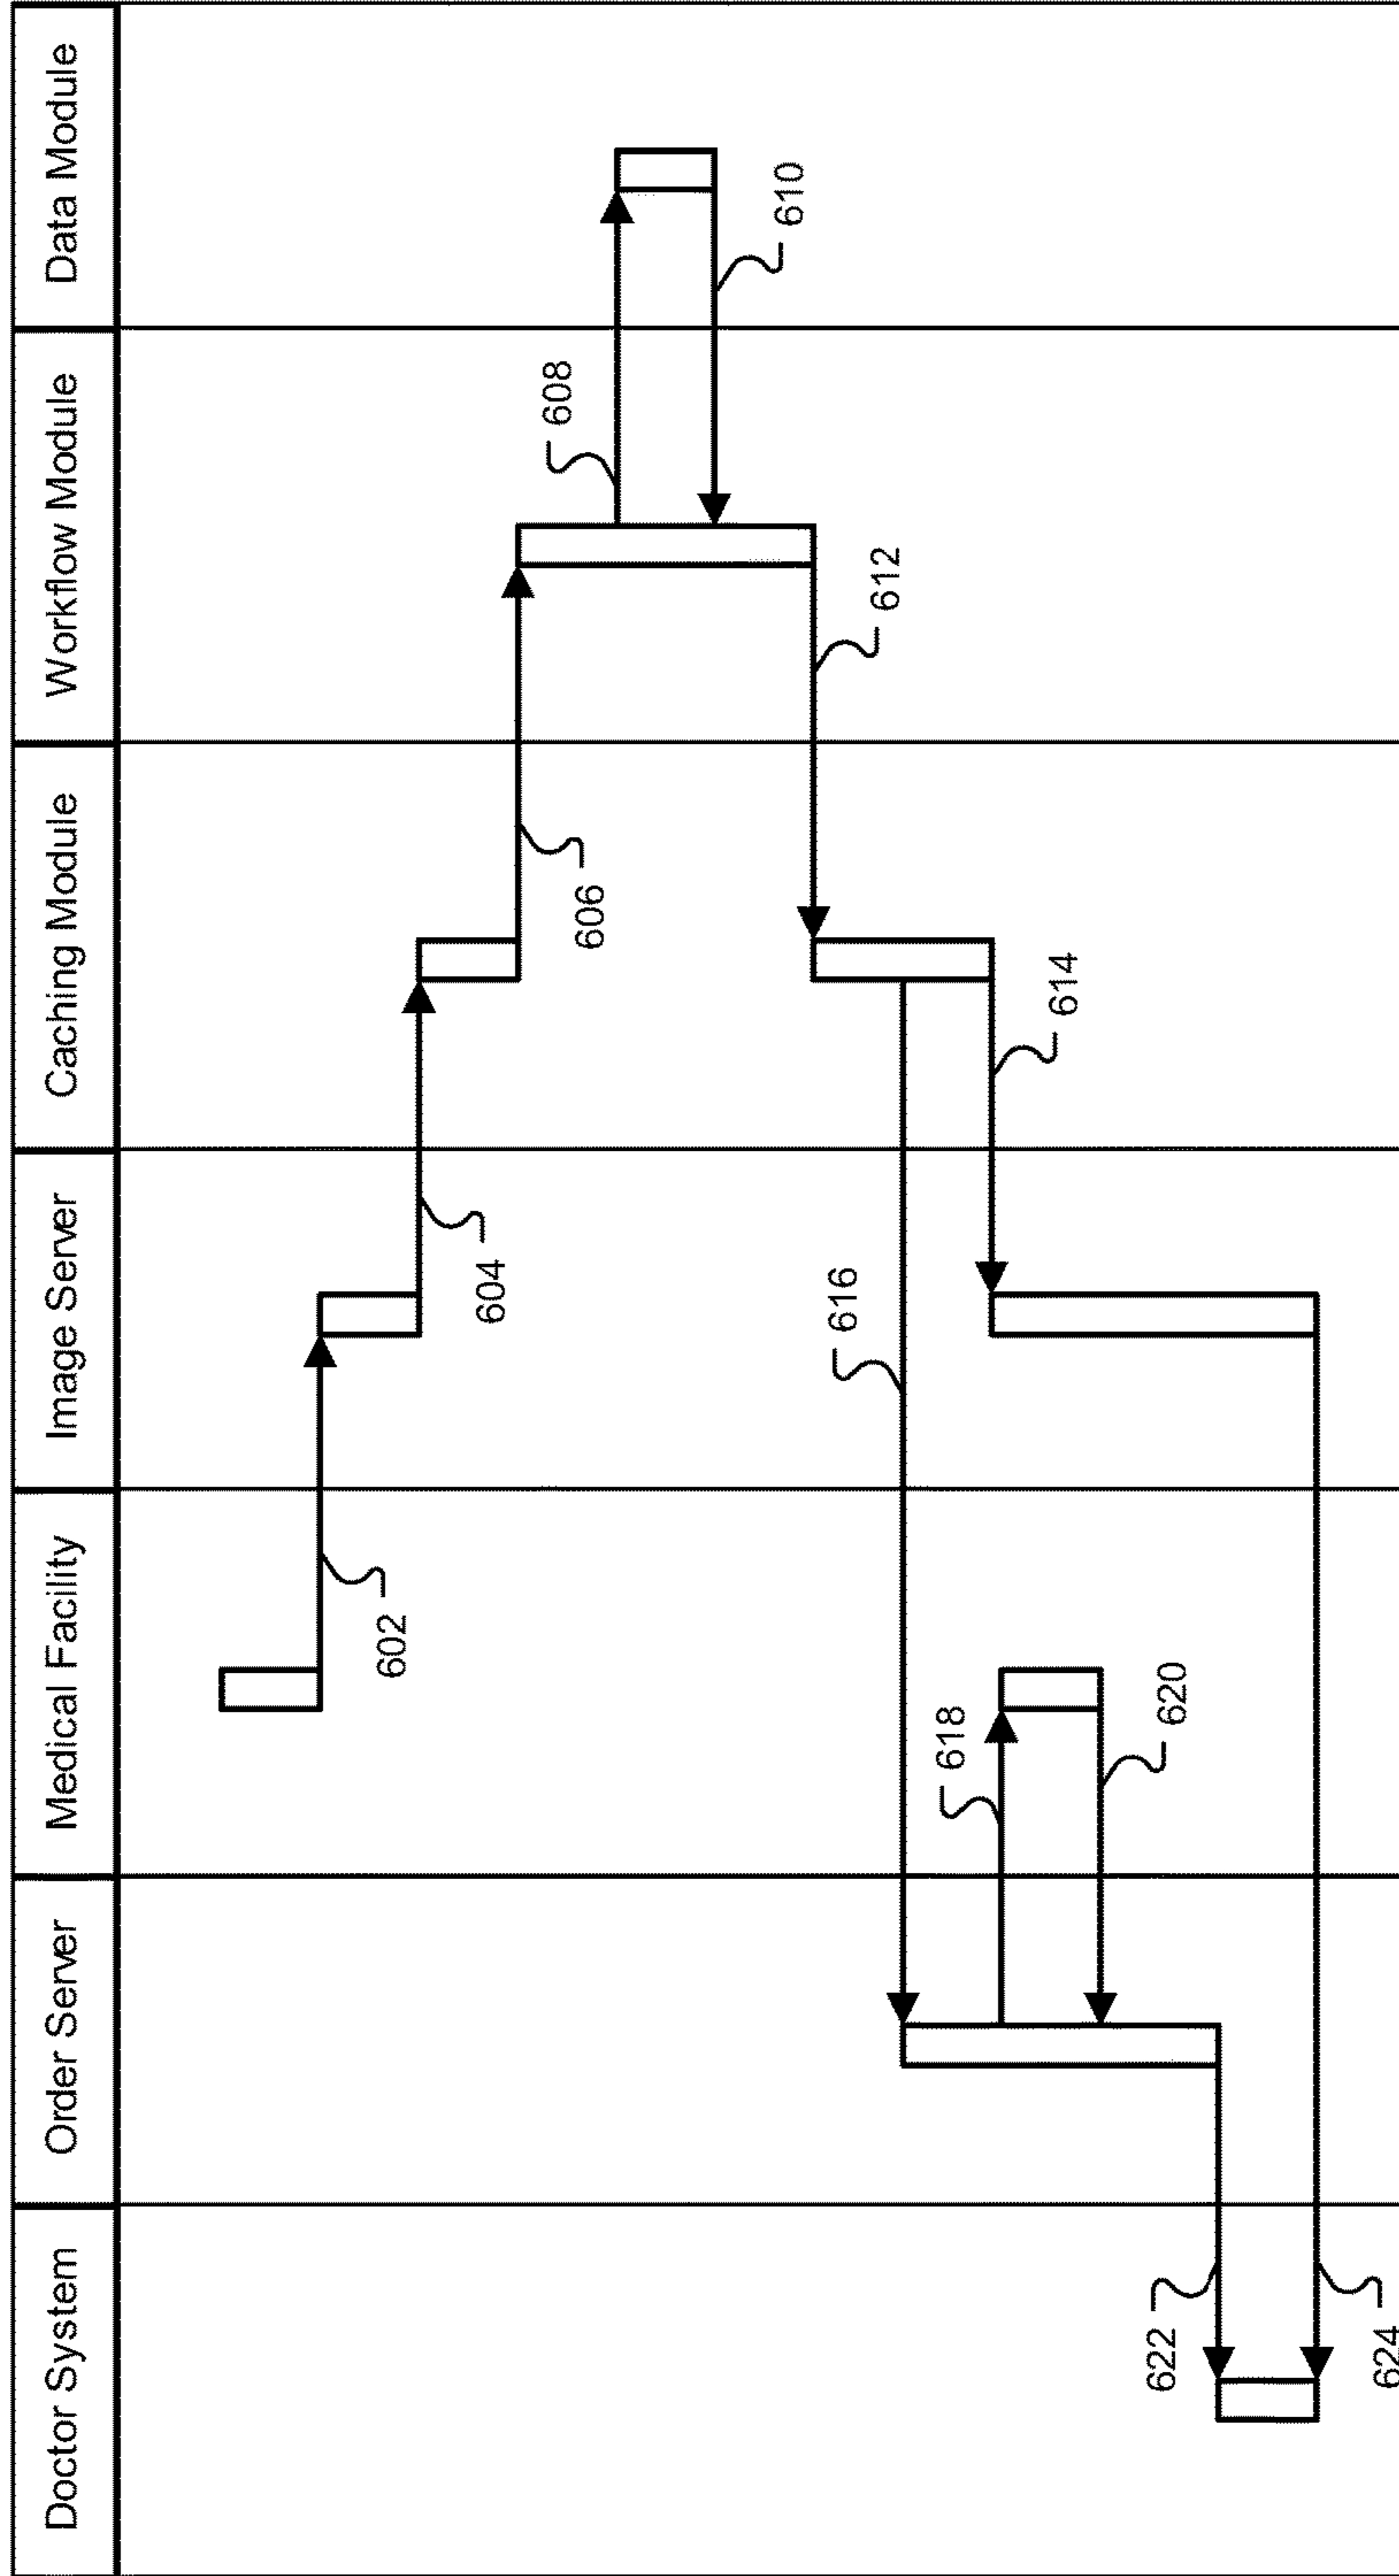 Doctor System
Order Server
Medical Facility
Image Server
Caching Module
Workflow Module
Data Module
602
604
606
608
610
612
616
614
618
620
622
624